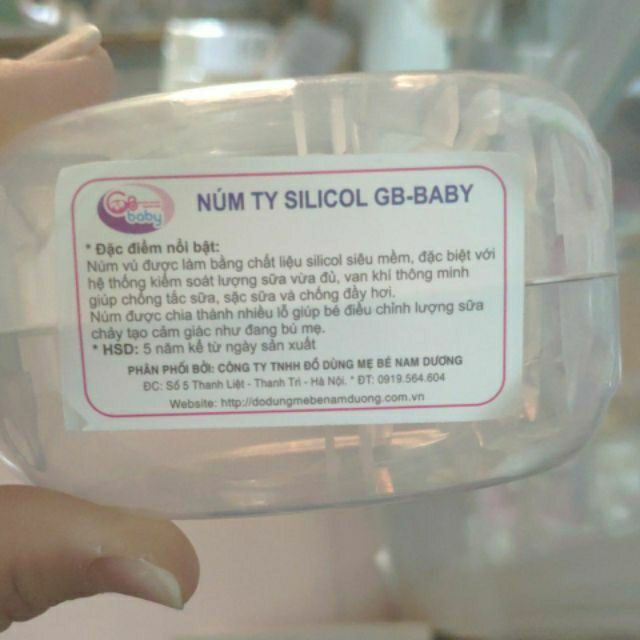 GB
baby
NÚM TY SILICOL GB-BABY
* Đặc điểm nổi bật:
Núm vú được làm bằng chất liệu silicol siêu mềm, đặc biệt với
hệ thống kiểm soát lượng sữa vừa đủ, van khí thông minh
giúp chống tắc sữa, sặc sữa và chống đầy hơi.
Núm được chia thành nhiều lỗ giúp bé điều chỉnh lượng sữa
chảy tạo cảm giác như đang bú mẹ.
* HSD: 5 năm kể từ ngày sản xuất
PHÂN PHỐI BỞI: CÔNG TY TNHH ĐỒ DÙNG MẸ BÉ NAM DƯƠNG
ĐC: Số 5 Thanh Liệt - Thanh Trì - Hà Nội. * ĐT: 0919.564.604
Website: http://dodungmebenamduong.com.vn